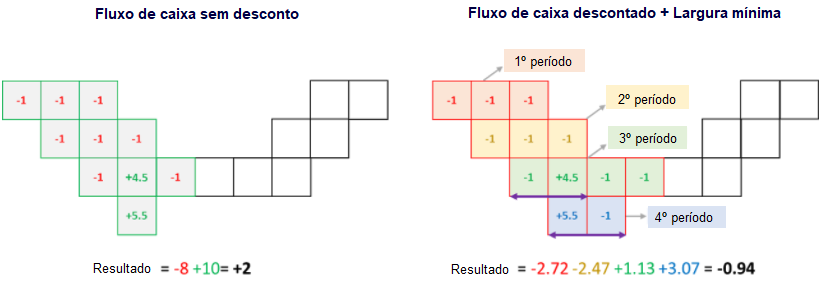 Fluxo de caixa sem desconto
Fluxo de caixa descontado + Largura mínima
-1 -1 -1
-1 -1 -1
-1 +4.5 -1
+5.5
Resultado = -8 +10= +2
1º período
-1 -1 -1
2º período
-1 -1 -1
3º período
-1 +4.5 -1 -1
+5.5 -1
4º período
Resultado = -2.72 -2.47 +1.13 +3.07 = -0.94